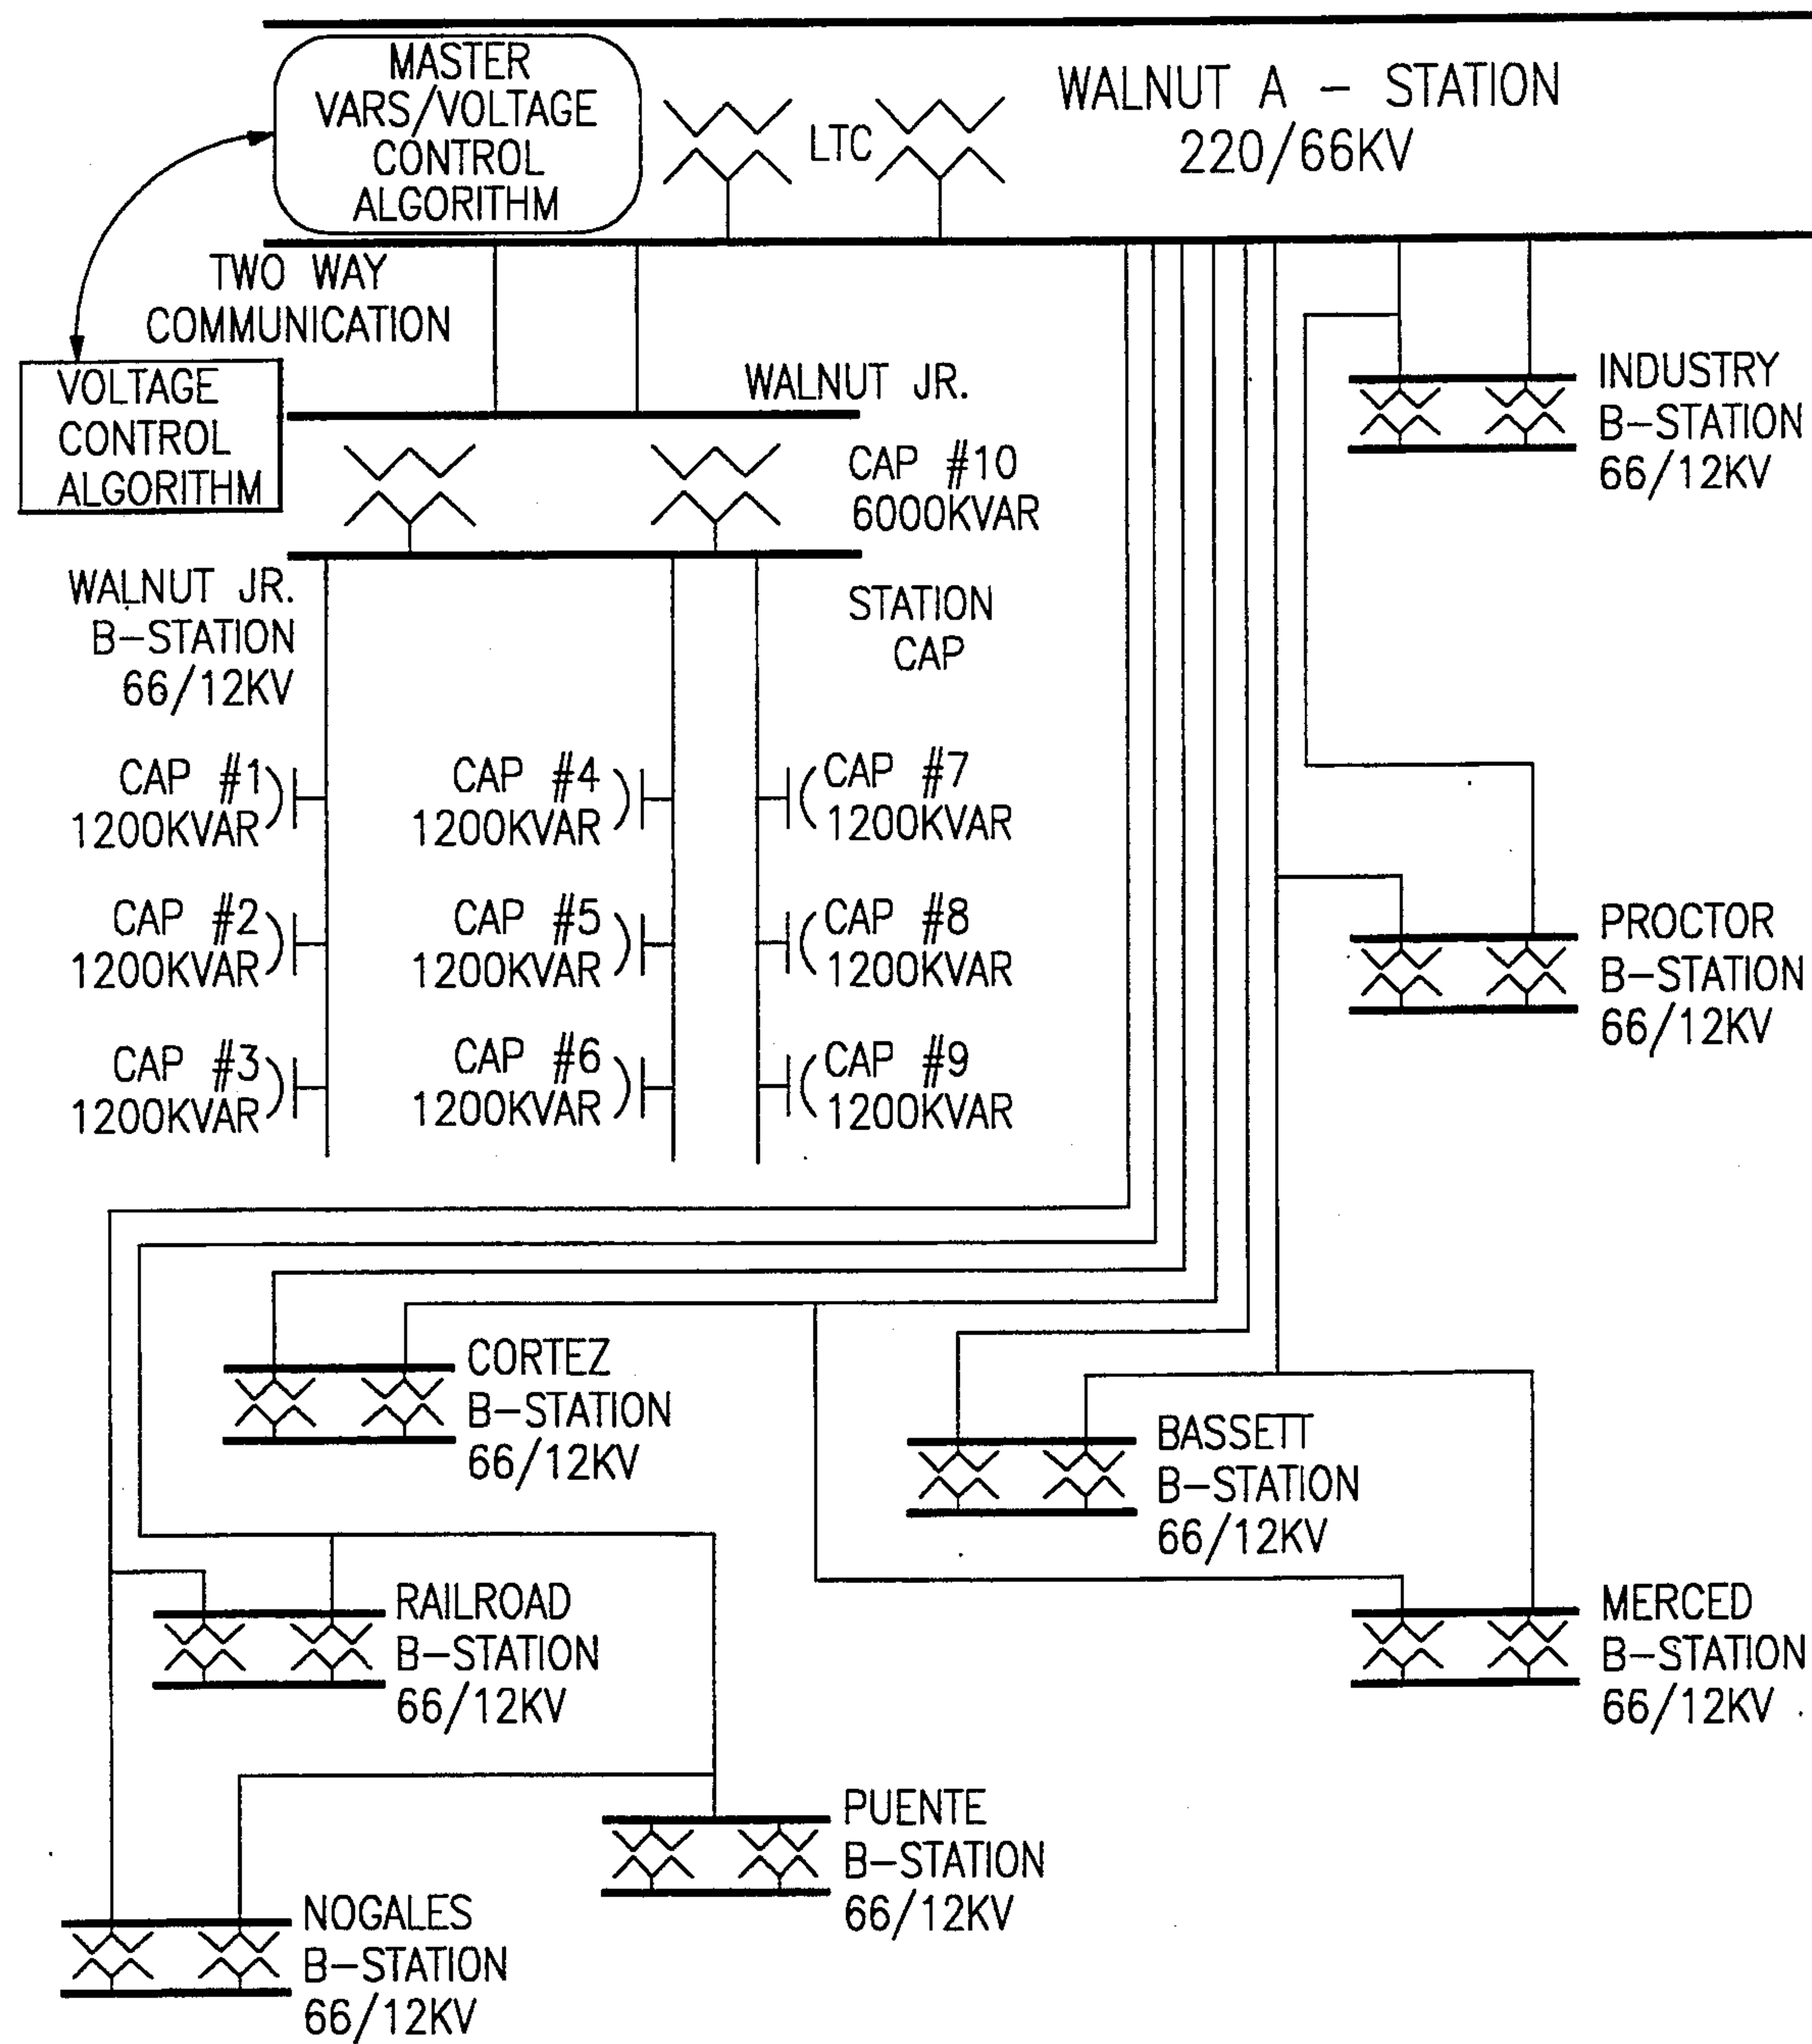 MASTER
VARS/VOLTAGE
CONTROL
ALGORITHM
LTC
WALNUT A – STATION
220/66KV
TWO WAY
COMMUNICATION
VOLTAGE
CONTROL
ALGORITHM
WALNUT JR.
CAP #10
6000KVAR
INDUSTRY
B–STATION
66/12KV
WALNUT JR.
B–STATION
66/12KV
STATION
CAP
CAP #1
1200KVAR
CAP #4
1200KVAR
CAP #7
1200KVAR
CAP #2
1200KVAR
CAP #5
1200KVAR
CAP #8
1200KVAR
PROCTOR
B–STATION
66/12KV
CAP #3
1200KVAR
CAP #6
1200KVAR
CAP #9
1200KVAR
CORTEZ
B–STATION
66/12KV
BASSETT
B–STATION
66/12KV
RAILROAD
B–STATION
66/12KV
MERCED
B–STATION
66/12KV
PUENTE
B–STATION
66/12KV
NOGALES
B–STATION
66/12KV